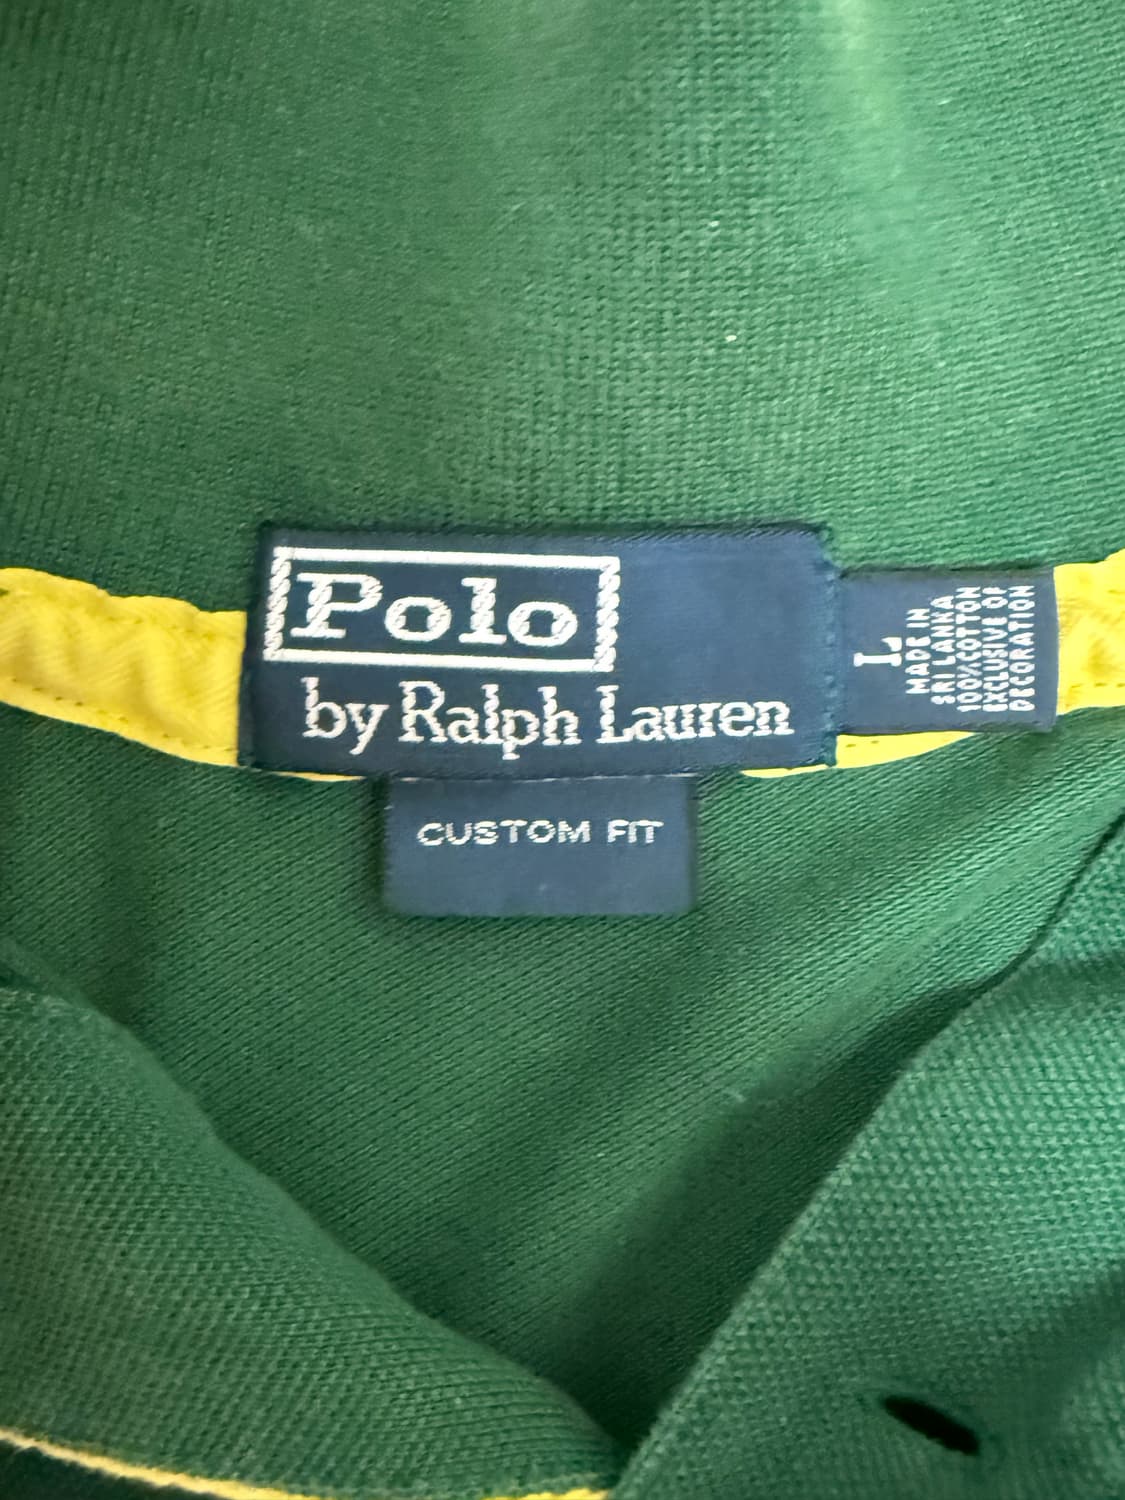 Polo
by Ralph Lauren
CUSTOM FIT
L
MADE IN
SRI LANKA
100% COTTON
EXCLUSIVE OF
DECORATION